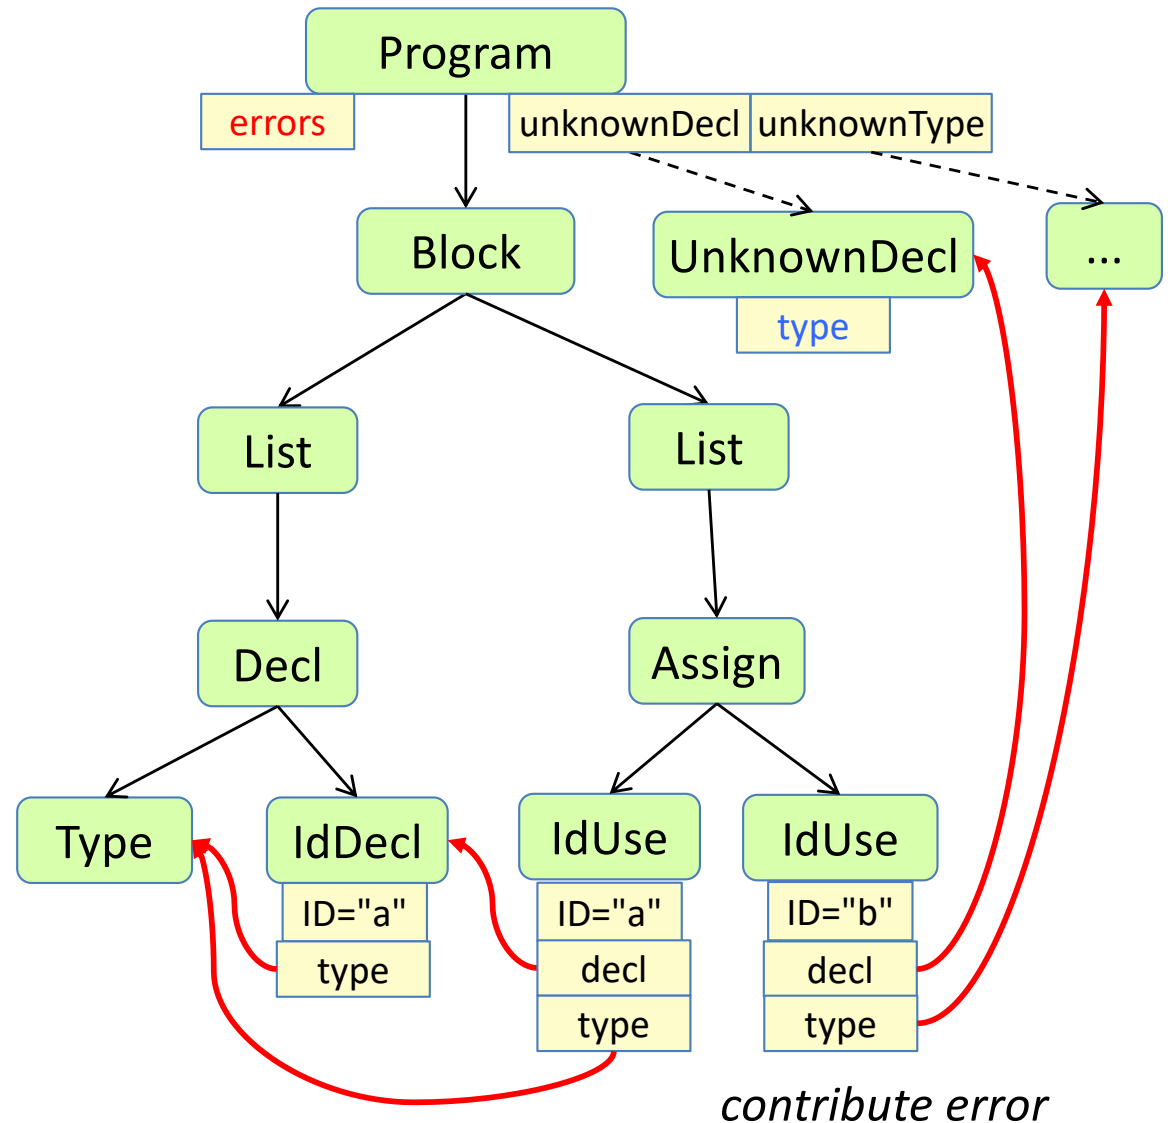 Program
errors
unknownDecl
unknownType
Block
UnknownDecl
...
type
List
List
Decl
Assign
Type
IdDecl
IdUse
IdUse
ID="a"
ID="a"
ID="b"
type
decl
decl
type
type
contribute error